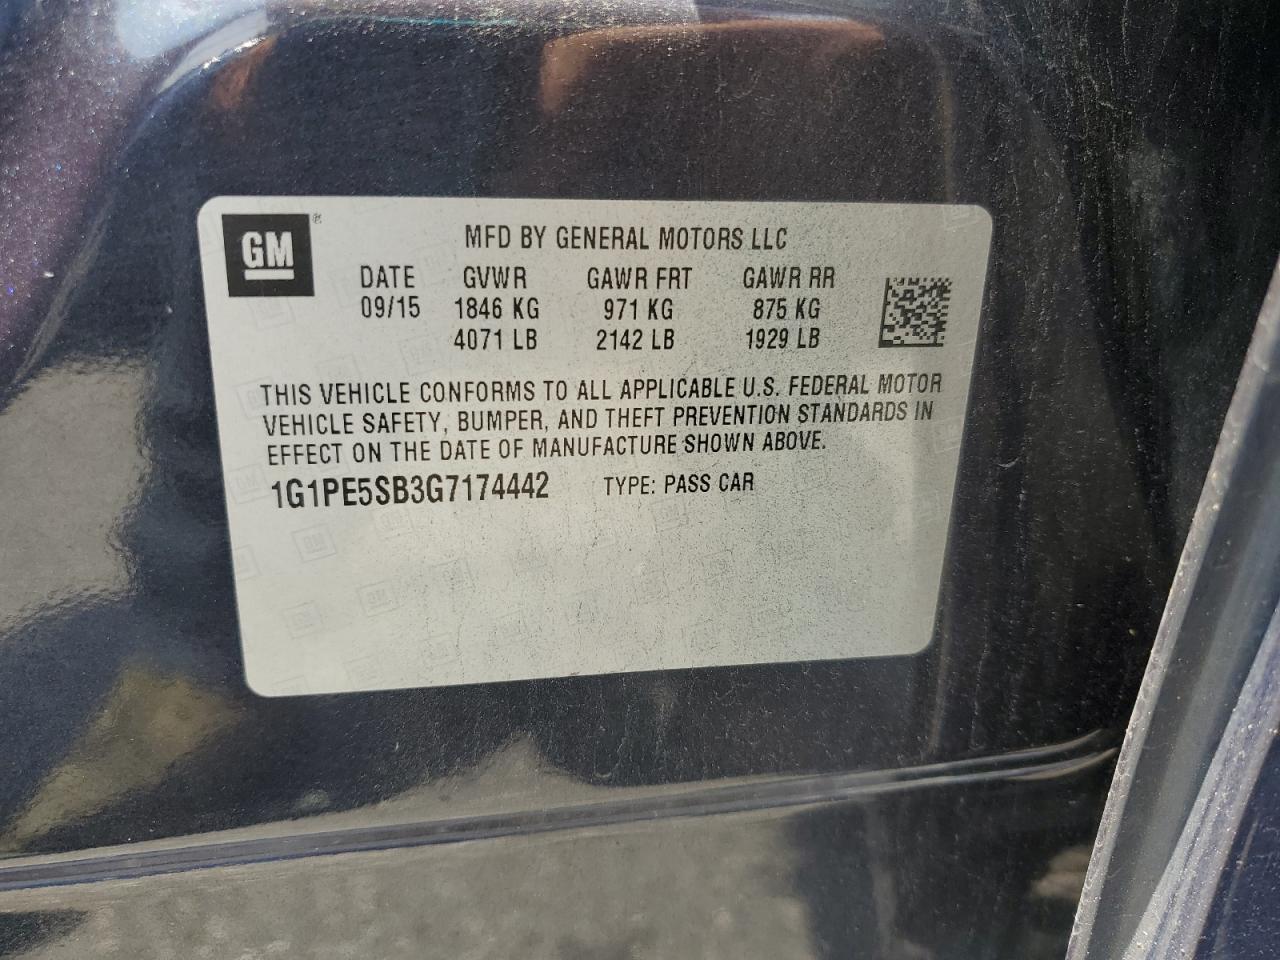 GM ®
MFD BY GENERAL MOTORS LLC
DATE GVWR GAWR FRT GAWR RR
09/15 1846 KG 971 KG 875 KG
4071 LB 2142 LB 1929 LB
THIS VEHICLE CONFORMS TO ALL APPLICABLE U.S. FEDERAL MOTOR
VEHICLE SAFETY, BUMPER, AND THEFT PREVENTION STANDARDS IN
EFFECT ON THE DATE OF MANUFACTURE SHOWN ABOVE.
1G1PE5SB3G7174442 TYPE: PASS CAR